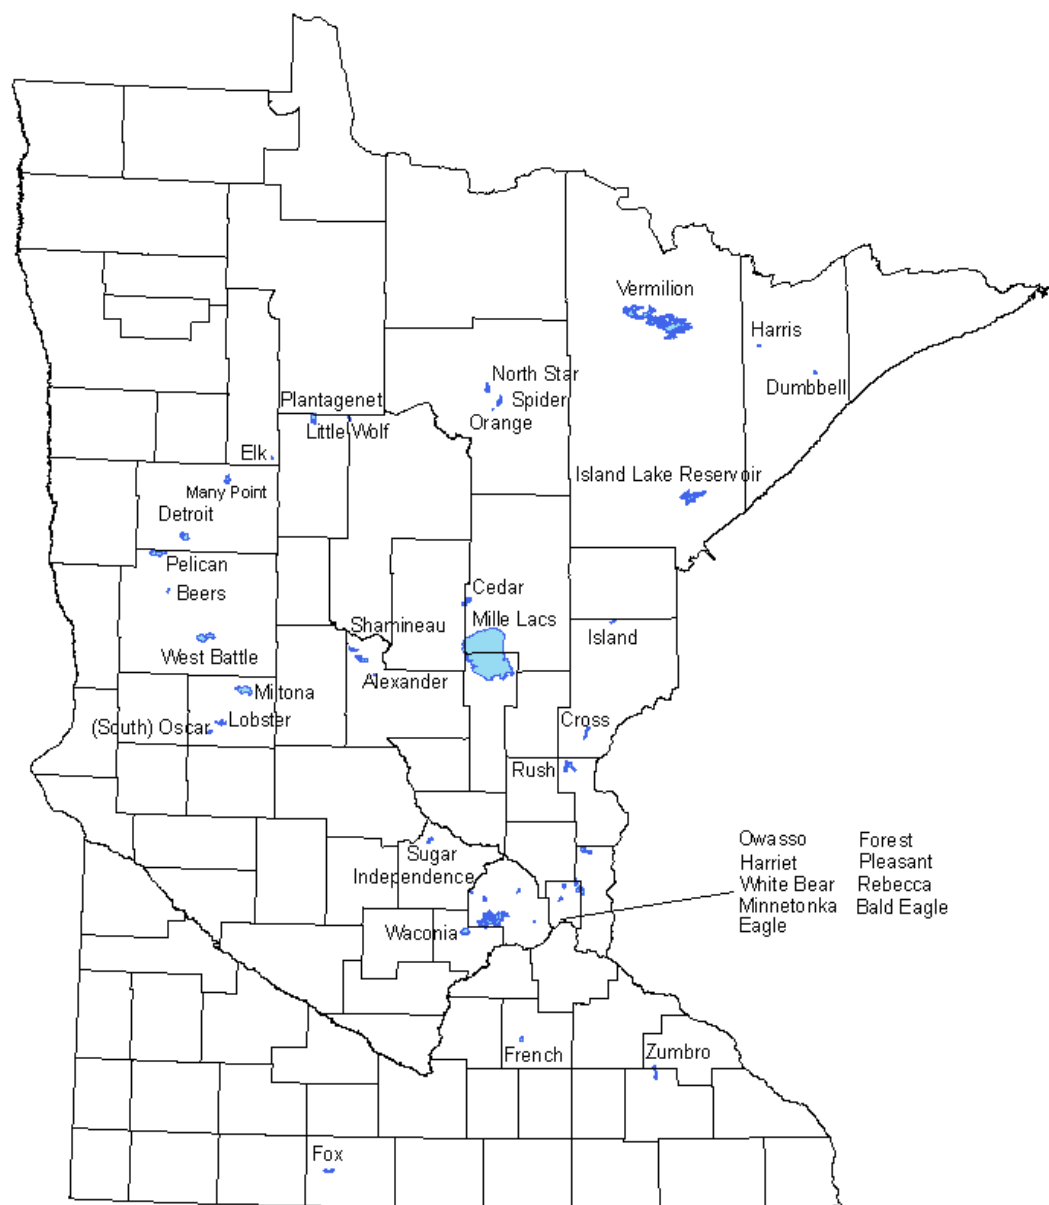 Vermilion
Harris
Dumbbell
North Star
Spider
Orange
Plantagenet
Little Wolf
Elk
Many Point
Island Lake Reservoir
Detroit
Pelican
Beers
Cedar
Mille Lacs
Shamineau
Island
West Battle
Alexander
Miltona
(South) Oscar
Lobster
Cross
Rush
Sugar
Independence
Waconia
Owasso
Harriet
White Bear
Minnetonka
Eagle
Forest
Pleasant
Rebecca
Bald Eagle
French
Zumbro
Fox